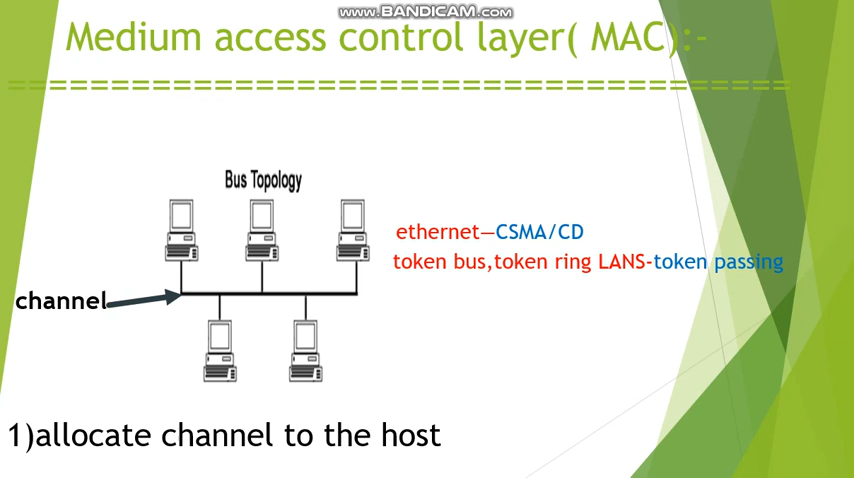 www.BANDICAM.com
Medium access control layer( MAC):-
==========================================
Bus Topology
ethernet—CSMA/CD
token bus,token ring LANS-token passing
channel
1)allocate channel to the host